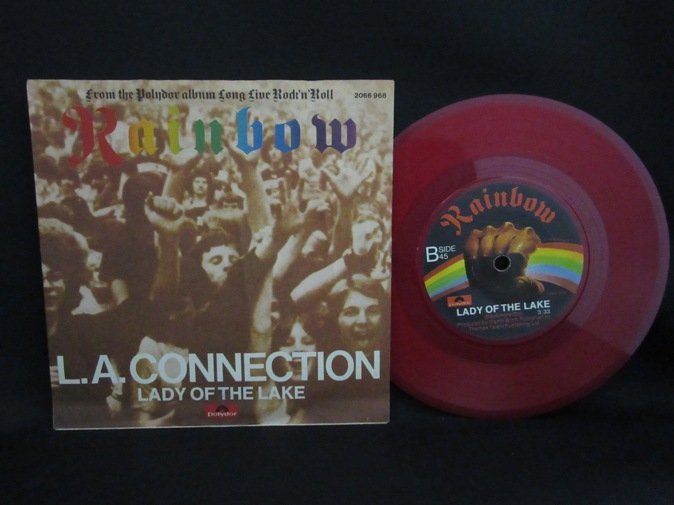 From the Polydor album Long Live Rock'n'Roll
2066 968
Rainbow
L.A. CONNECTION
LADY OF THE LAKE
Polydor
Rainbow
B SIDE
45
LADY OF THE LAKE
3:33